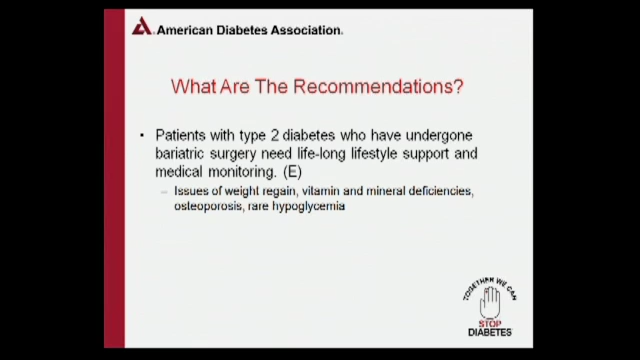 American Diabetes Association.
What Are The Recommendations?
• Patients with type 2 diabetes who have undergone
bariatric surgery need life-long lifestyle support and
medical monitoring. (E)
– Issues of weight regain, vitamin and mineral deficiencies,
osteoporosis, rare hypoglycemia
TOGETHER WE CAN
STOP
DIABETES